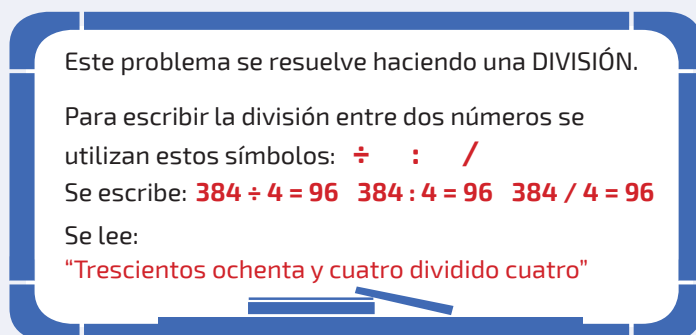 Este problema se resuelve haciendo una DIVISIÓN.
Para escribir la división entre dos números se
utilizan estos símbolos: ÷ : /
Se escribe: 384 ÷ 4 = 96 384 : 4 = 96 384 / 4 = 96
Se lee:
“Trescientos ochenta y cuatro dividido cuatro”